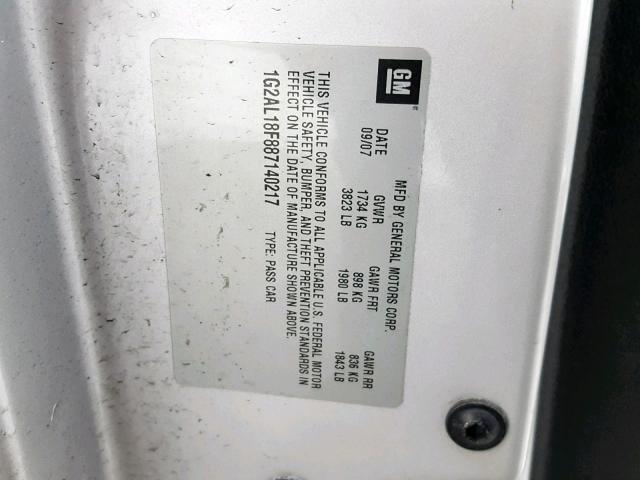 GM
MFD BY GENERAL MOTORS CORP.
DATE GVWR GAWR FRT GAWR RR
09/07 1734 KG 898 KG 836 KG
3823 LB 1980 LB 1843 LB
THIS VEHICLE CONFORMS TO ALL APPLICABLE U.S. FEDERAL MOTOR
VEHICLE SAFETY, BUMPER, AND THEFT PREVENTION STANDARDS IN
EFFECT ON THE DATE OF MANUFACTURE SHOWN ABOVE.
1G2AL18F887140217 TYPE: PASS CAR